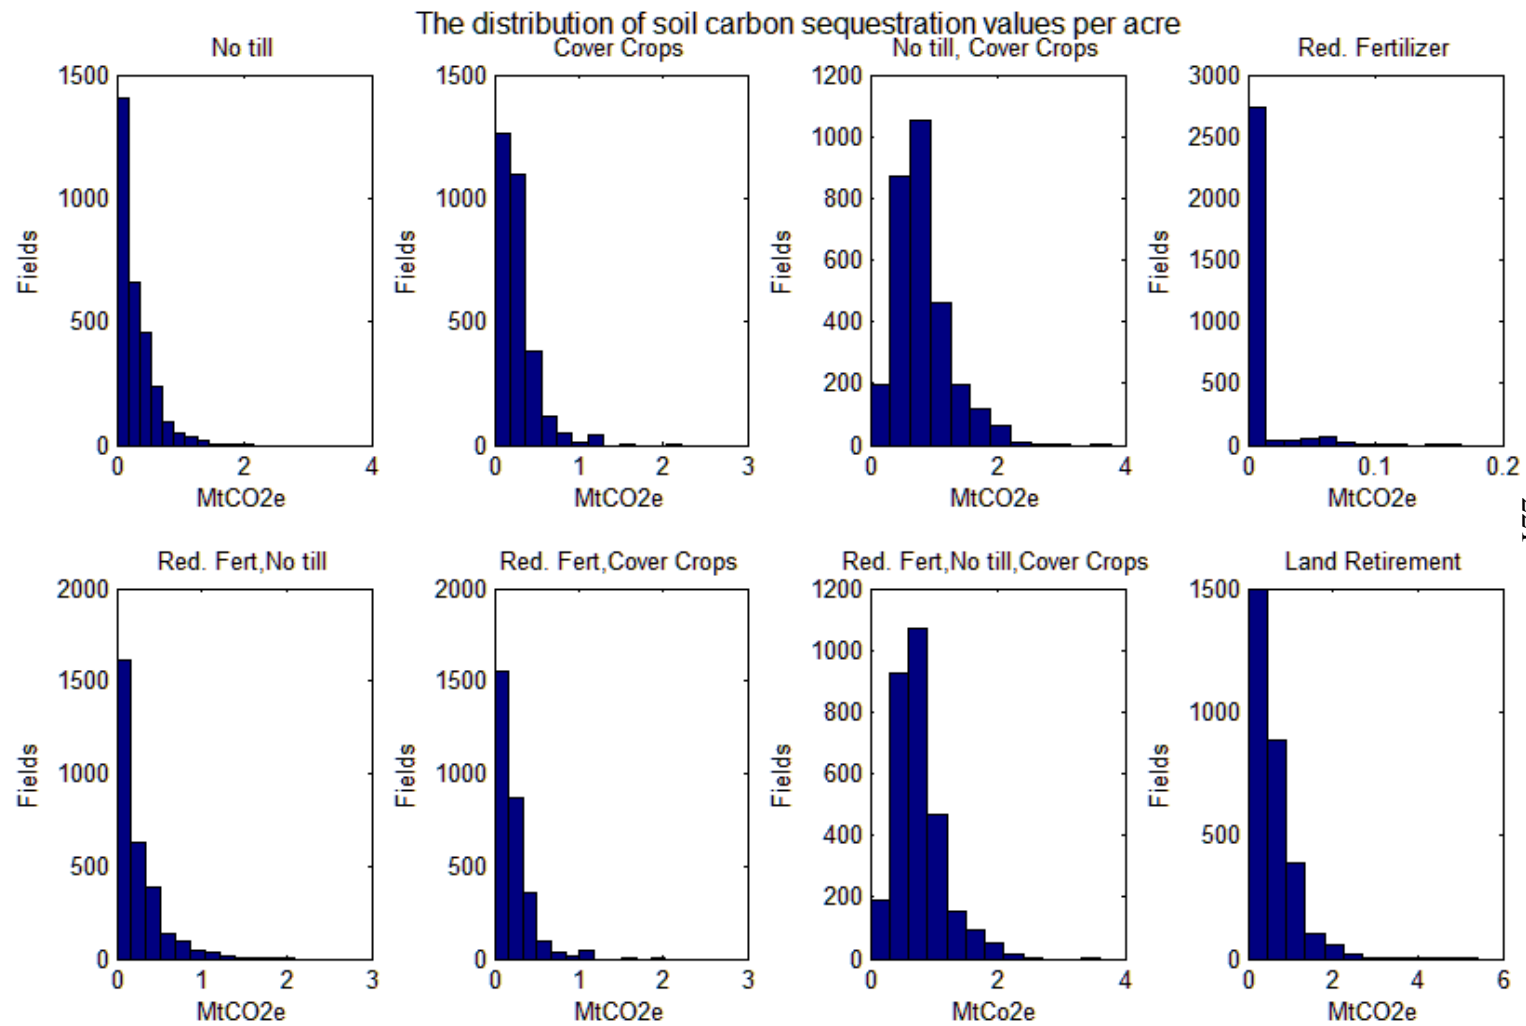 The distribution of soil carbon sequestration values per acre
No till
Cover Crops
No till, Cover Crops
Red. Fertilizer
1500
1000
500
0
Fields
0 2 4
MtCO2e
1500
1000
500
0
Fields
0 1 2 3
MtCO2e
1200
1000
800
600
400
200
0
Fields
0 2 4
MtCO2e
3000
2500
2000
1500
1000
500
0
Fields
0 0.1 0.2
MtCO2e
Red. Fert,No till
Red. Fert,Cover Crops
Red. Fert,No till,Cover Crops
Land Retirement
2000
1500
1000
500
0
Fields
0 1 2 3
MtCO2e
2000
1500
1000
500
0
Fields
0 1 2 3
MtCO2e
1200
1000
800
600
400
200
0
Fields
0 2 4
MtCo2e
1500
1000
500
0
Fields
0 2 4 6
MtCO2e